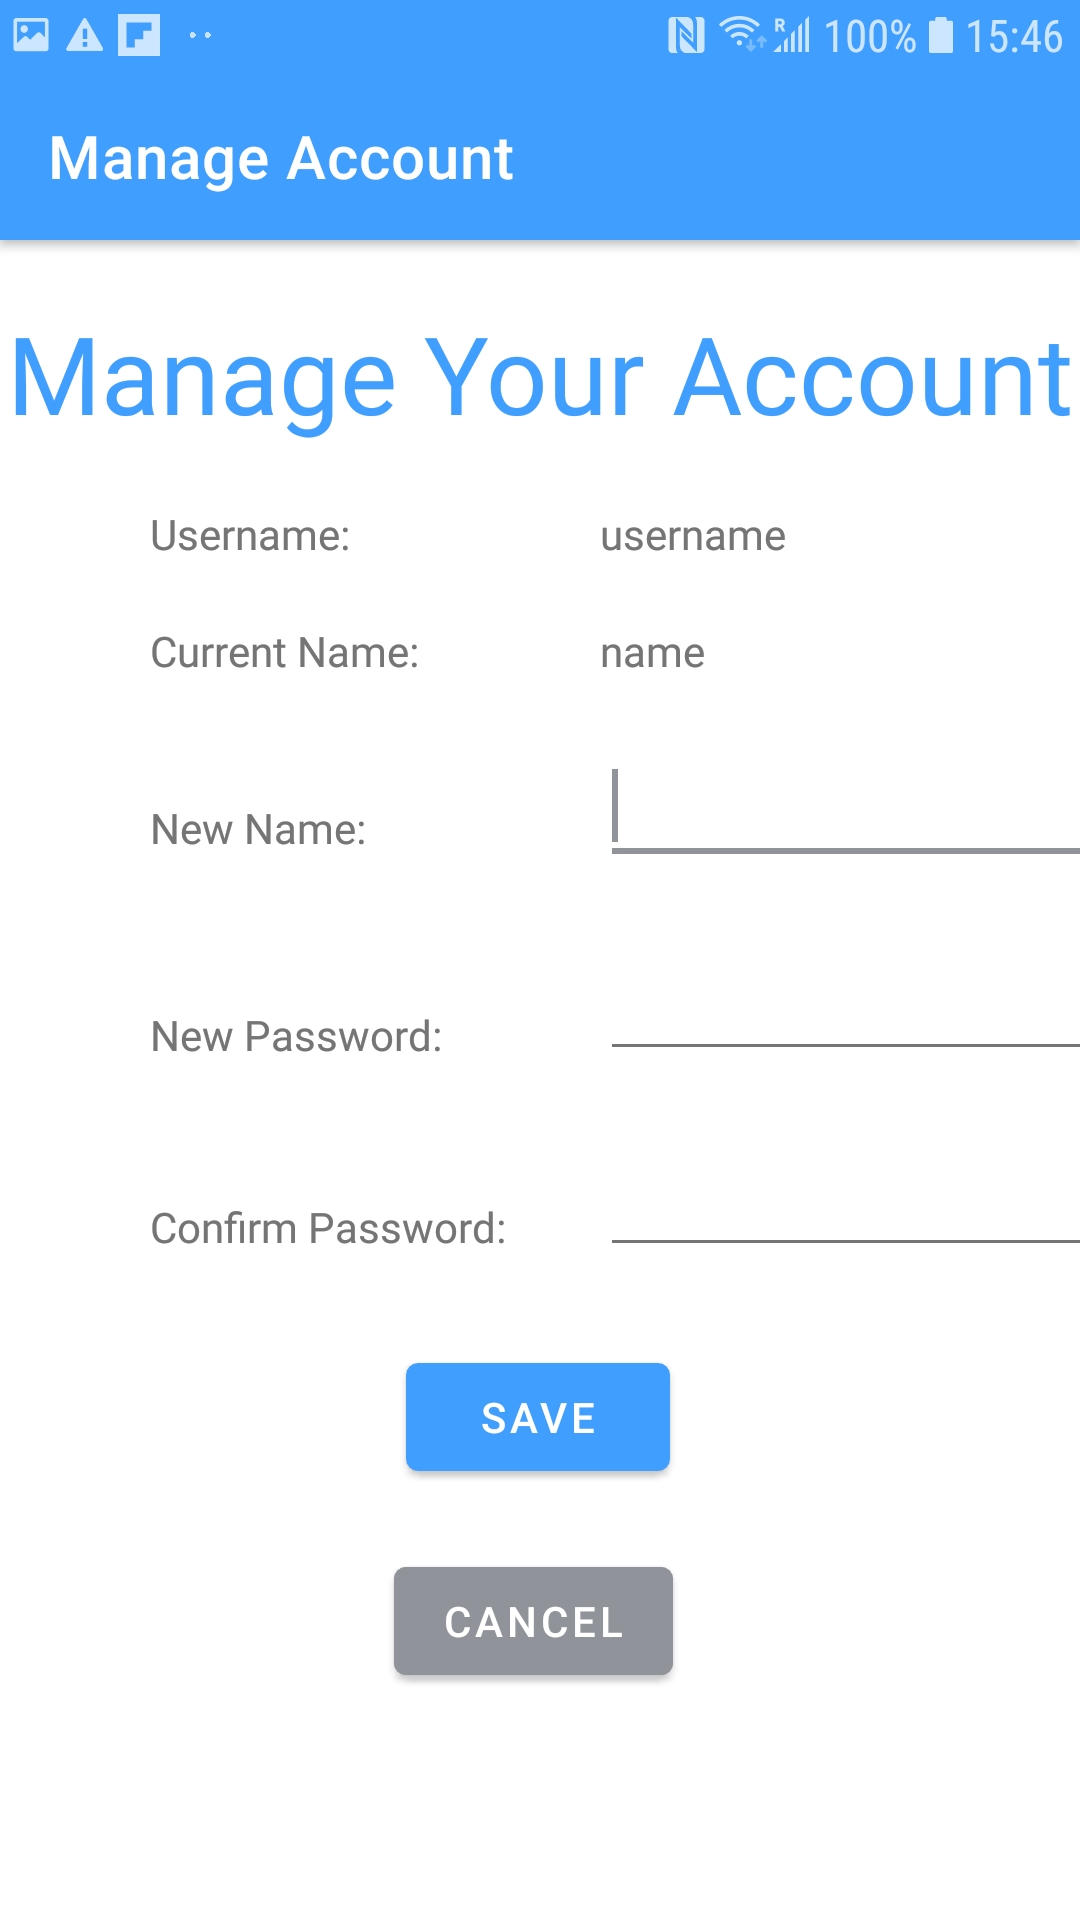 R 100% 15:46
Manage Account
Manage Your Account
Username: username
Current Name: name
New Name:
New Password:
Confirm Password:
SAVE
CANCEL